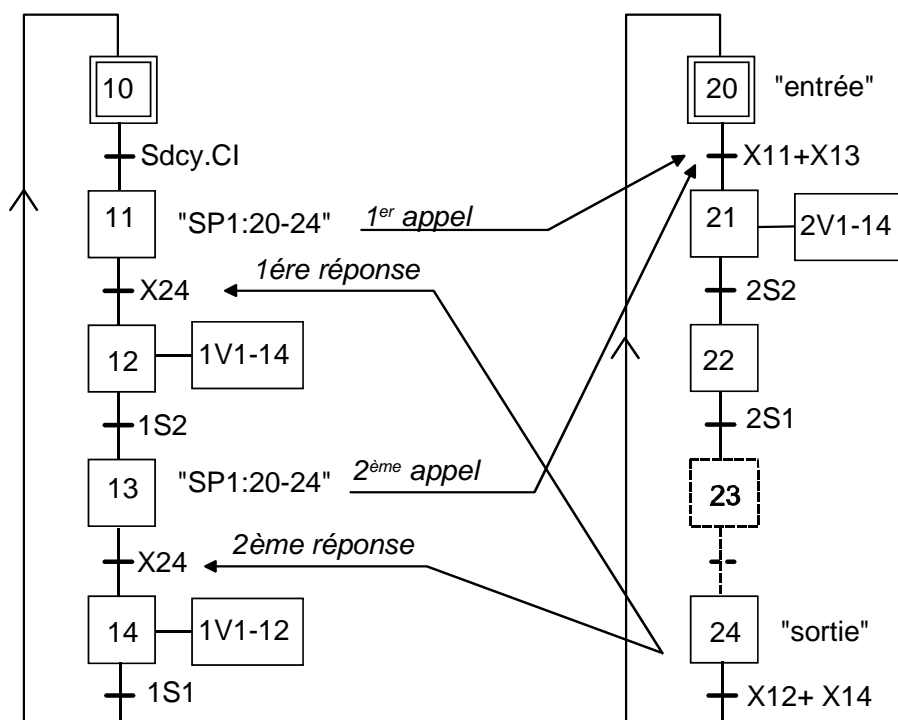 10
Sdcy.CI
11
"SP1:20-24"
1er appel
1ére réponse
X24
12
1V1-14
1S2
13
"SP1:20-24"
2ème appel
2ème réponse
X24
14
1V1-12
1S1
20
"entrée"
X11+X13
21
2V1-14
2S2
22
2S1
23
24
"sortie"
X12+ X14